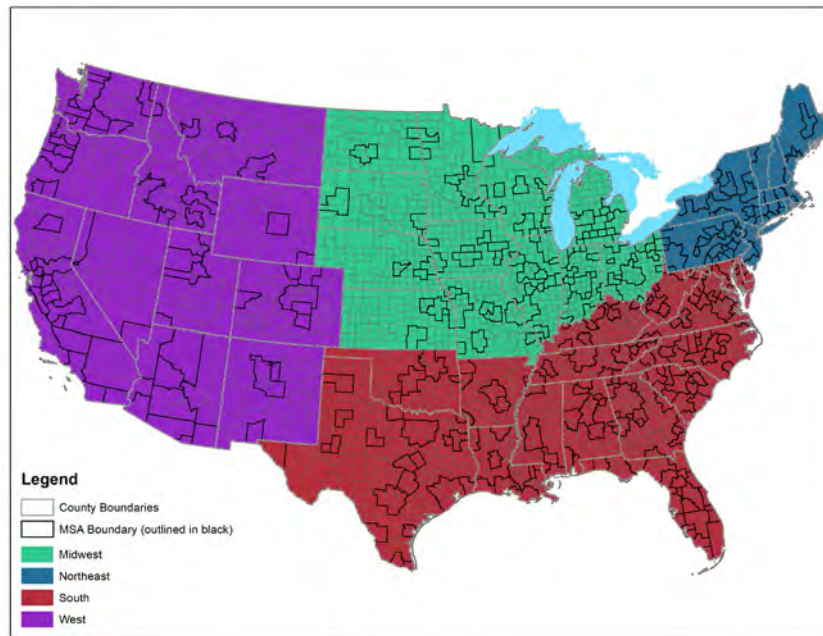 Legend
County Boundaries
MSA Boundary (outlined in black)
Midwest
Northeast
South
West